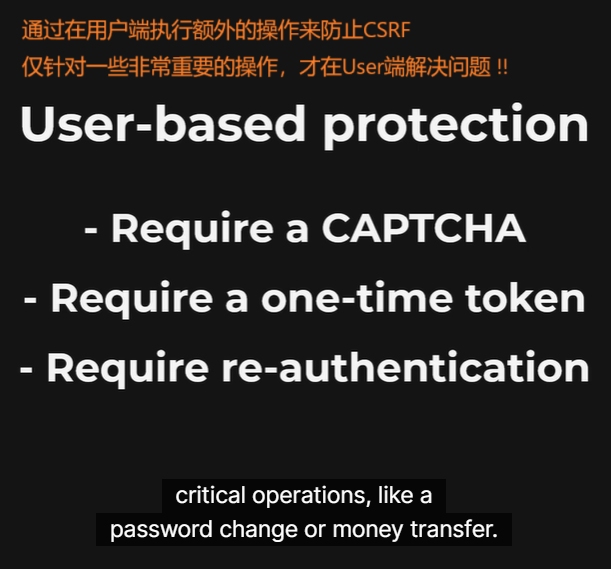 通过在用户端执行额外的操作来防止CSRF
仅针对一些非常重要的操作，才在User端解决问题 !!
User-based protection
- Require a CAPTCHA
- Require a one-time token
- Require re-authentication
critical operations, like a
password change or money transfer.